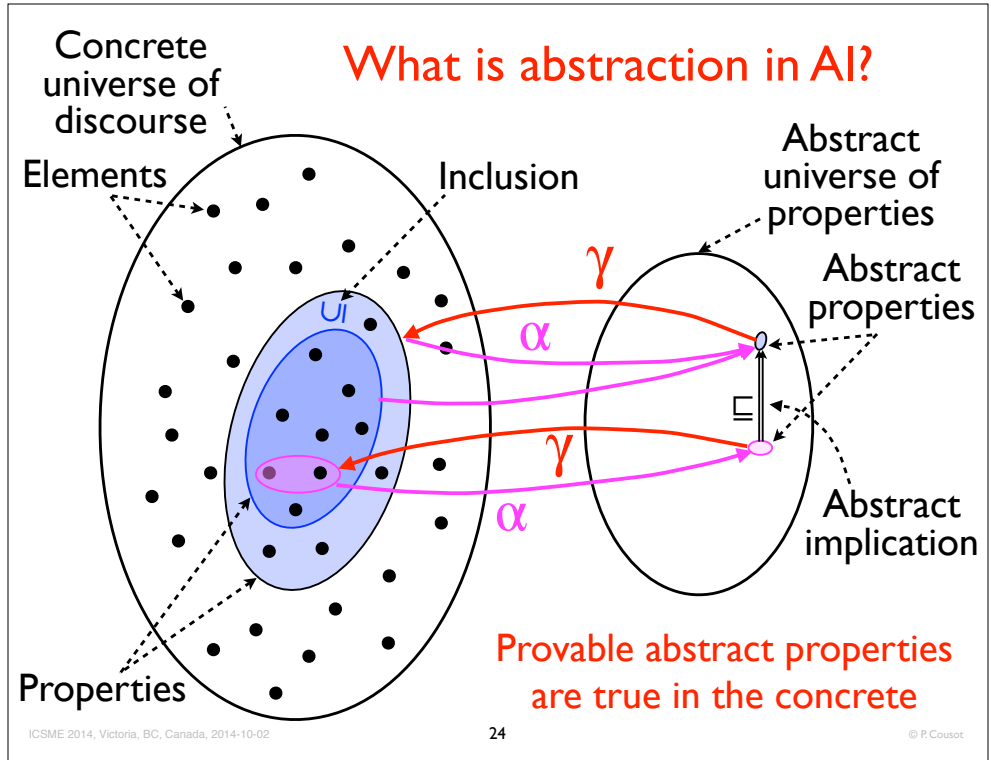 What is abstraction in AI?
Concrete
universe of
discourse
Elements
Inclusion
Abstract
universe of
properties
Abstract
properties
γ
α
⊆
⊑
γ
α
Abstract
implication
Properties
Provable abstract properties
are true in the concrete
ICSME 2014, Victoria, BC, Canada, 2014-10-02
24
© P. Cousot